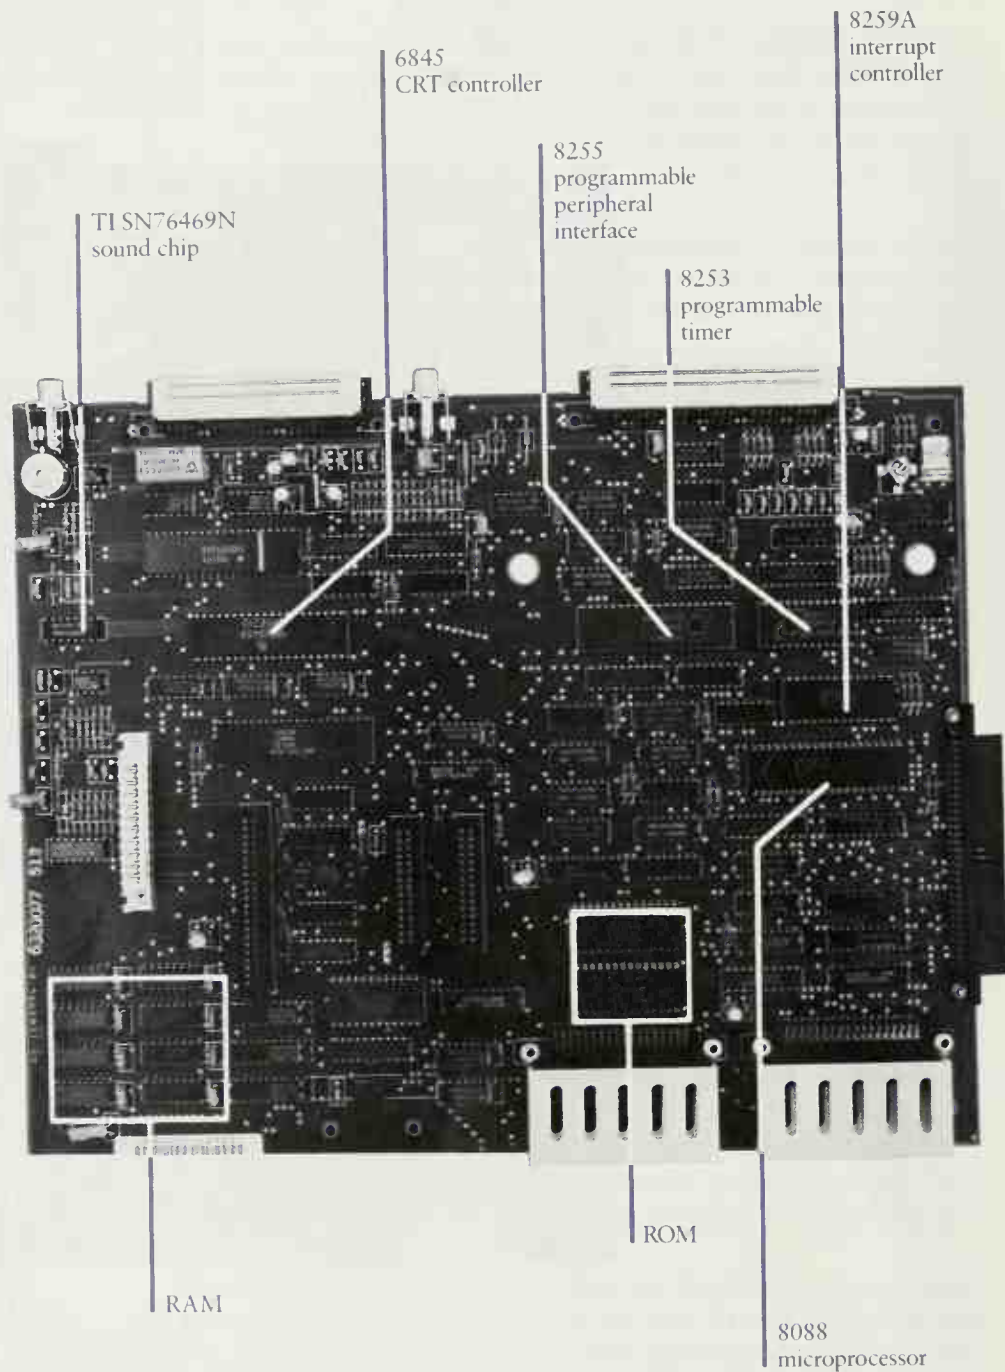 8259A
interrupt
controller
6845
CRT controller
8255
programmable
peripheral
interface
TI SN76469N
sound chip
8253
programmable
timer
ROM
RAM
8088
microprocessor